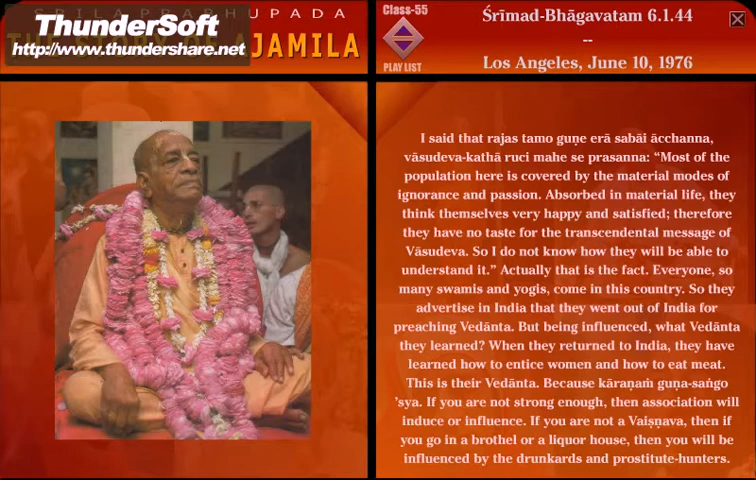 SRILA PRABHUPADA
ThunderSoft
http://www.thundershare.net
AJAMILA
Class-55
PLAY LIST
Śrīmad-Bhāgavatam 6.1.44
--
Los Angeles, June 10, 1976
I said that rajas tamo guṇe erā sabāi ācchanna,
vāsudeva-kathā ruci mahe se prasanna: “Most of the
population here is covered by the material modes of
ignorance and passion. Absorbed in material life, they
think themselves very happy and satisfied; therefore
they have no taste for the transcendental message of
Vāsudeva. So I do not know how they will be able to
understand it.” Actually that is the fact. Everyone, so
many swamis and yogis, come in this country. So they
advertise in India that they went out of India for
preaching Vedānta. But being influenced, what Vedānta
they learned? When they returned to India, they have
learned how to entice women and how to eat meat.
This is their Vedānta. Because kāraṇaṁ guṇa-saṅgo
’sya. If you are not strong enough, then association will
induce or influence. If you are not a Vaiṣṇava, then if
you go in a brothel or a liquor house, then you will be
influenced by the drunkards and prostitute-hunters.